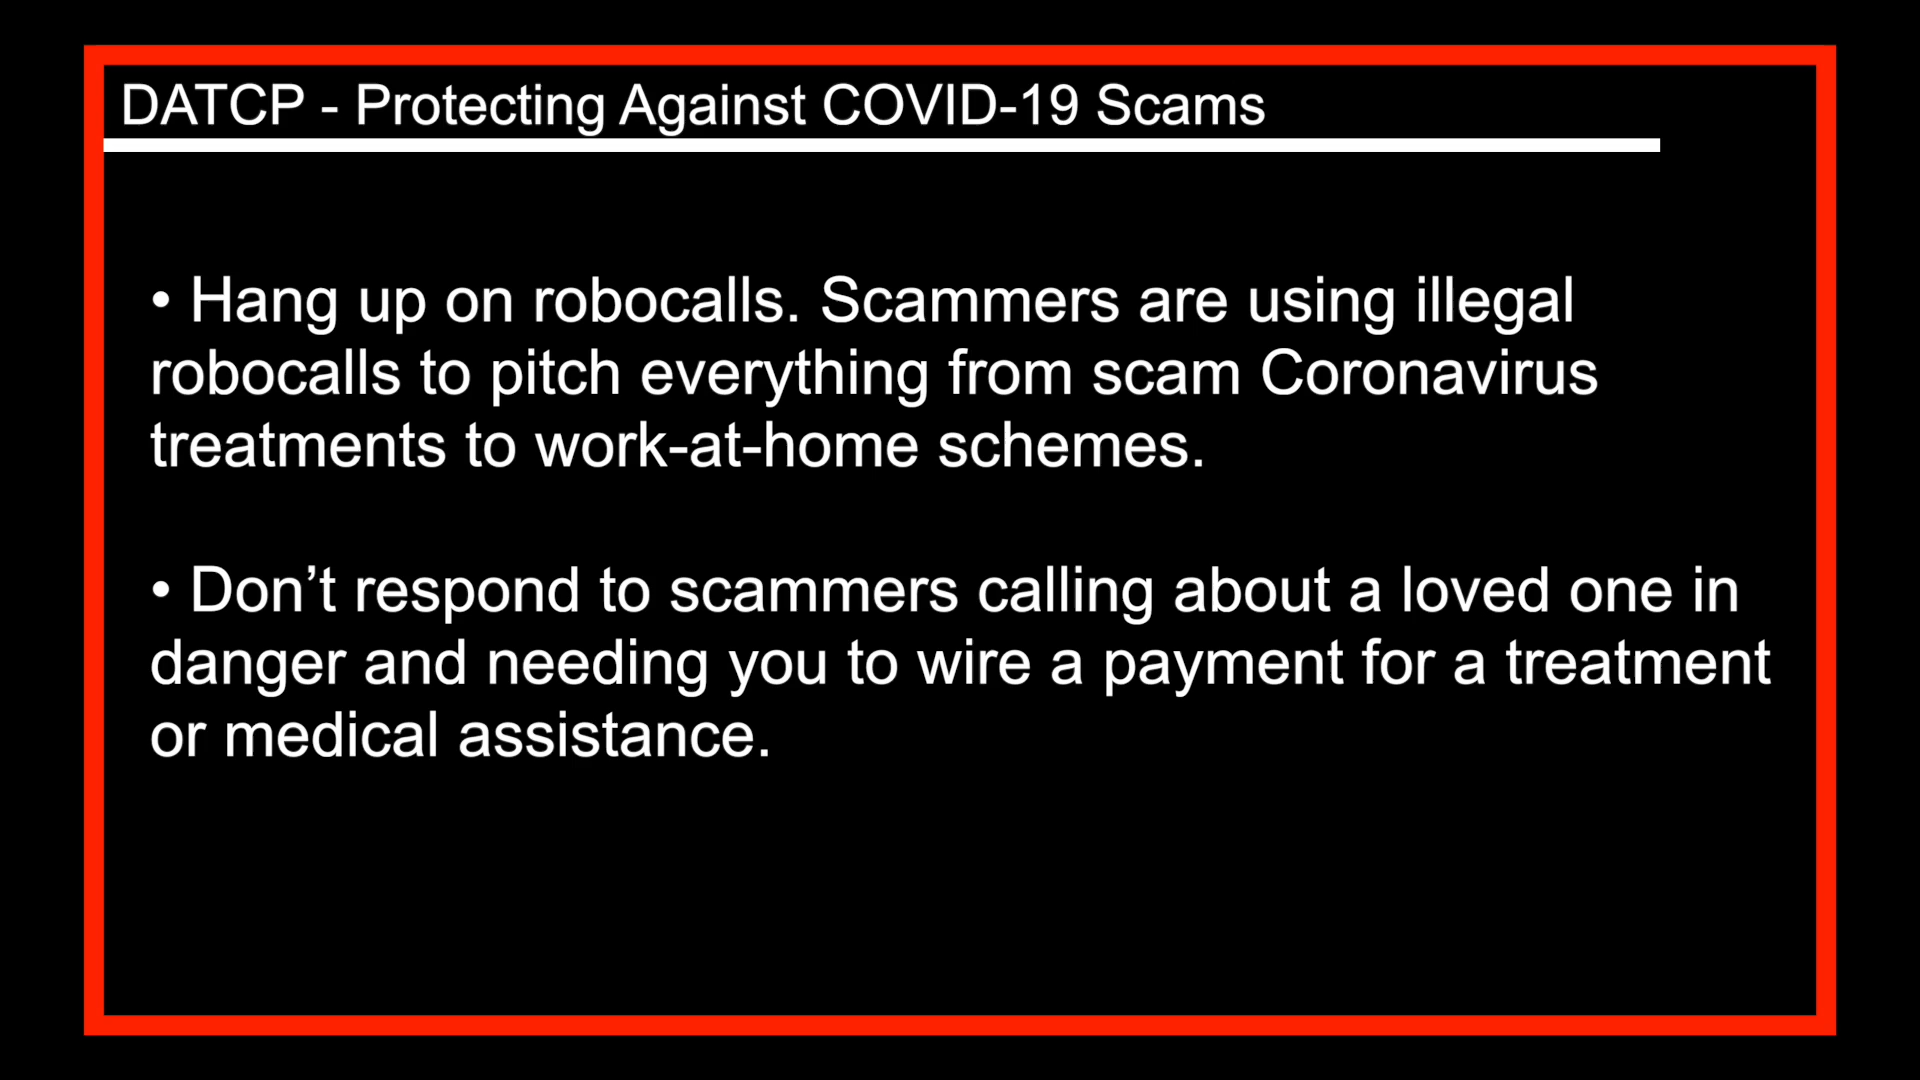 DATCP - Protecting Against COVID-19 Scams
• Hang up on robocalls. Scammers are using illegal
robocalls to pitch everything from scam Coronavirus
treatments to work-at-home schemes.
• Don’t respond to scammers calling about a loved one in
danger and needing you to wire a payment for a treatment
or medical assistance.